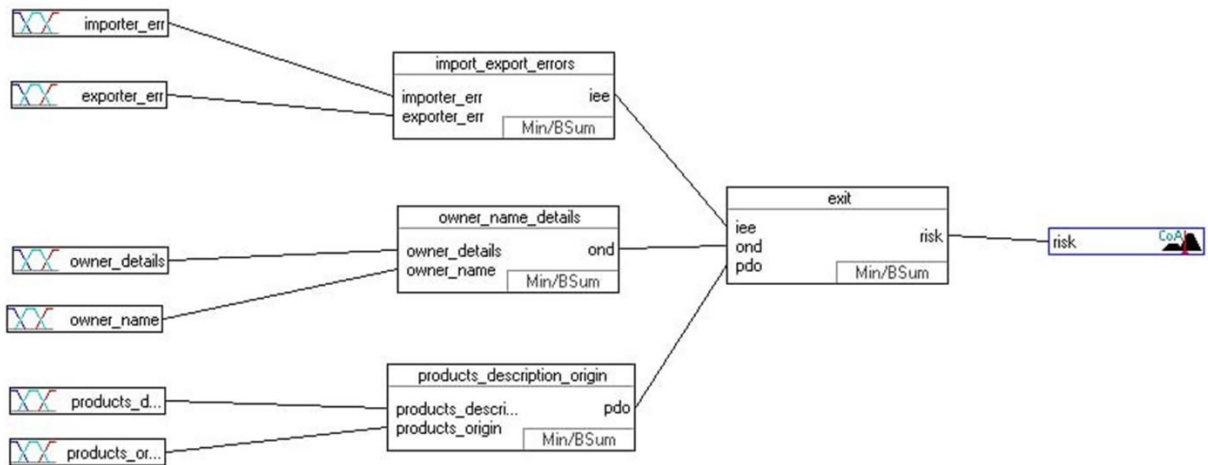 importer_err
exporter_err
import_export_errors
importer_err iee
exporter_err
Min/BSum
owner_details
owner_name
owner_name_details
owner_details ond
owner_name
Min/BSum
products_d...
products_or...
products_description_origin
products_descri... pdo
products_origin
Min/BSum
exit
iee
ond
pdo
risk
Min/BSum
risk
CoA